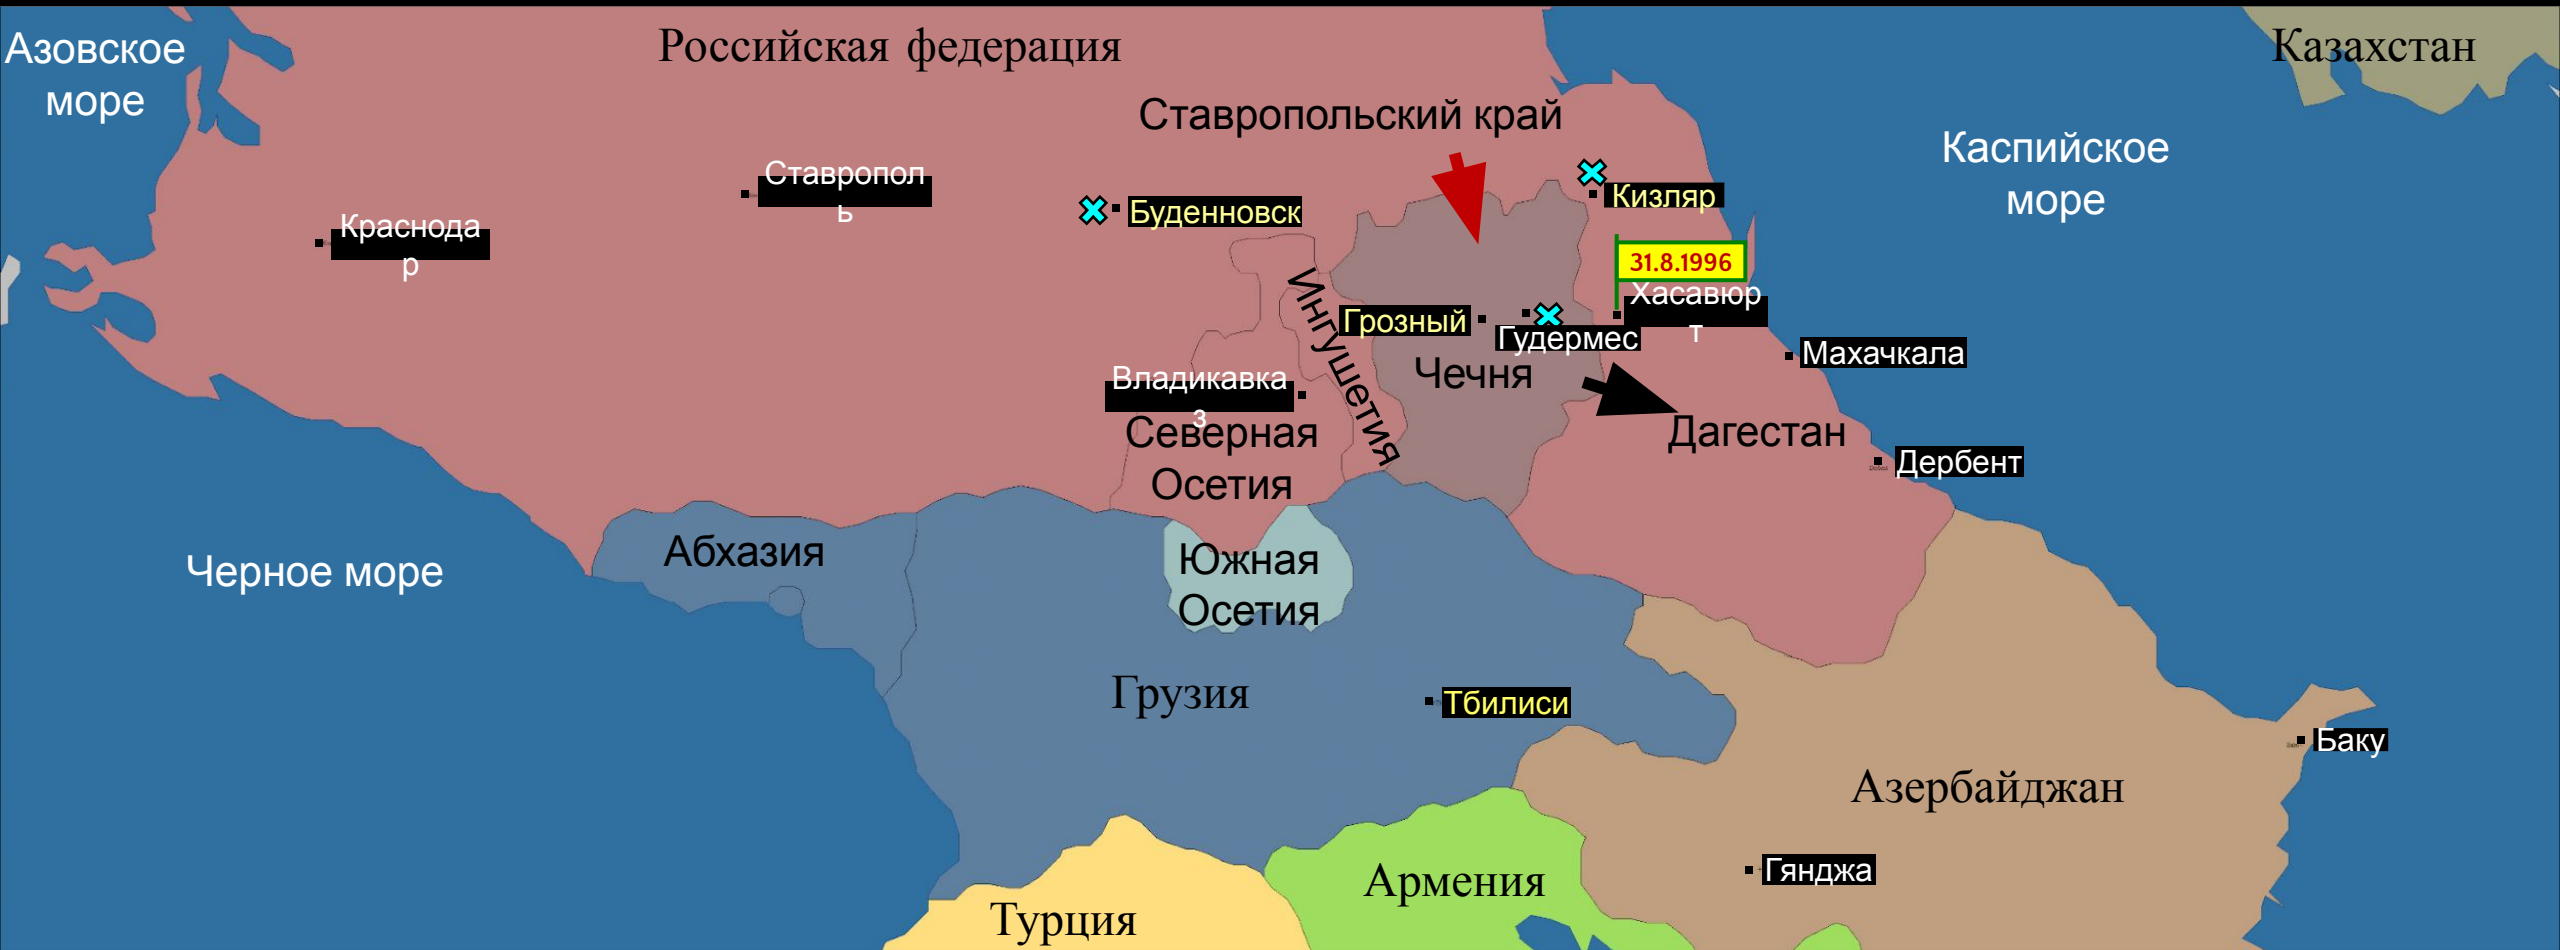 Азовское
море
Российская федерация
Казахстан
Ставропольский край
Каспийское
море
Ставропол
ь
Кизляр
Буденновск
Краснода
р
31.8.1996
Хасавюр
т
Ингушетия
Грозный
Гудермес
Махачкала
Чечня
Владикавка
з
Северная
Осетия
Дагестан
Дербент
Абхазия
Южная
Осетия
Черное море
Грузия
Тбилиси
Баку
Азербайджан
Армения
Гянджа
Турция